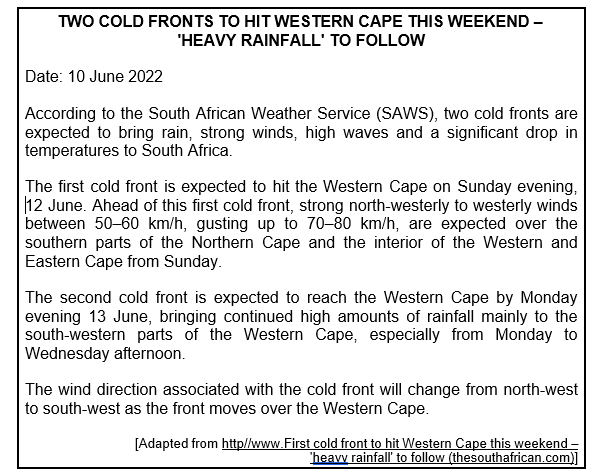 TWO COLD FRONTS TO HIT WESTERN CAPE THIS WEEKEND –
'HEAVY RAINFALL' TO FOLLOW
Date: 10 June 2022
According to the South African Weather Service (SAWS), two cold fronts are
expected to bring rain, strong winds, high waves and a significant drop in
temperatures to South Africa.
The first cold front is expected to hit the Western Cape on Sunday evening,
12 June. Ahead of this first cold front, strong north-westerly to westerly winds
between 50–60 km/h, gusting up to 70–80 km/h, are expected over the
southern parts of the Northern Cape and the interior of the Western and
Eastern Cape from Sunday.
The second cold front is expected to reach the Western Cape by Monday
evening 13 June, bringing continued high amounts of rainfall mainly to the
south-western parts of the Western Cape, especially from Monday to
Wednesday afternoon.
The wind direction associated with the cold front will change from north-west
to south-west as the front moves over the Western Cape.
[Adapted from http//www.First cold front to hit Western Cape this weekend –
'heavy rainfall' to follow (thesouthafrican.com)]